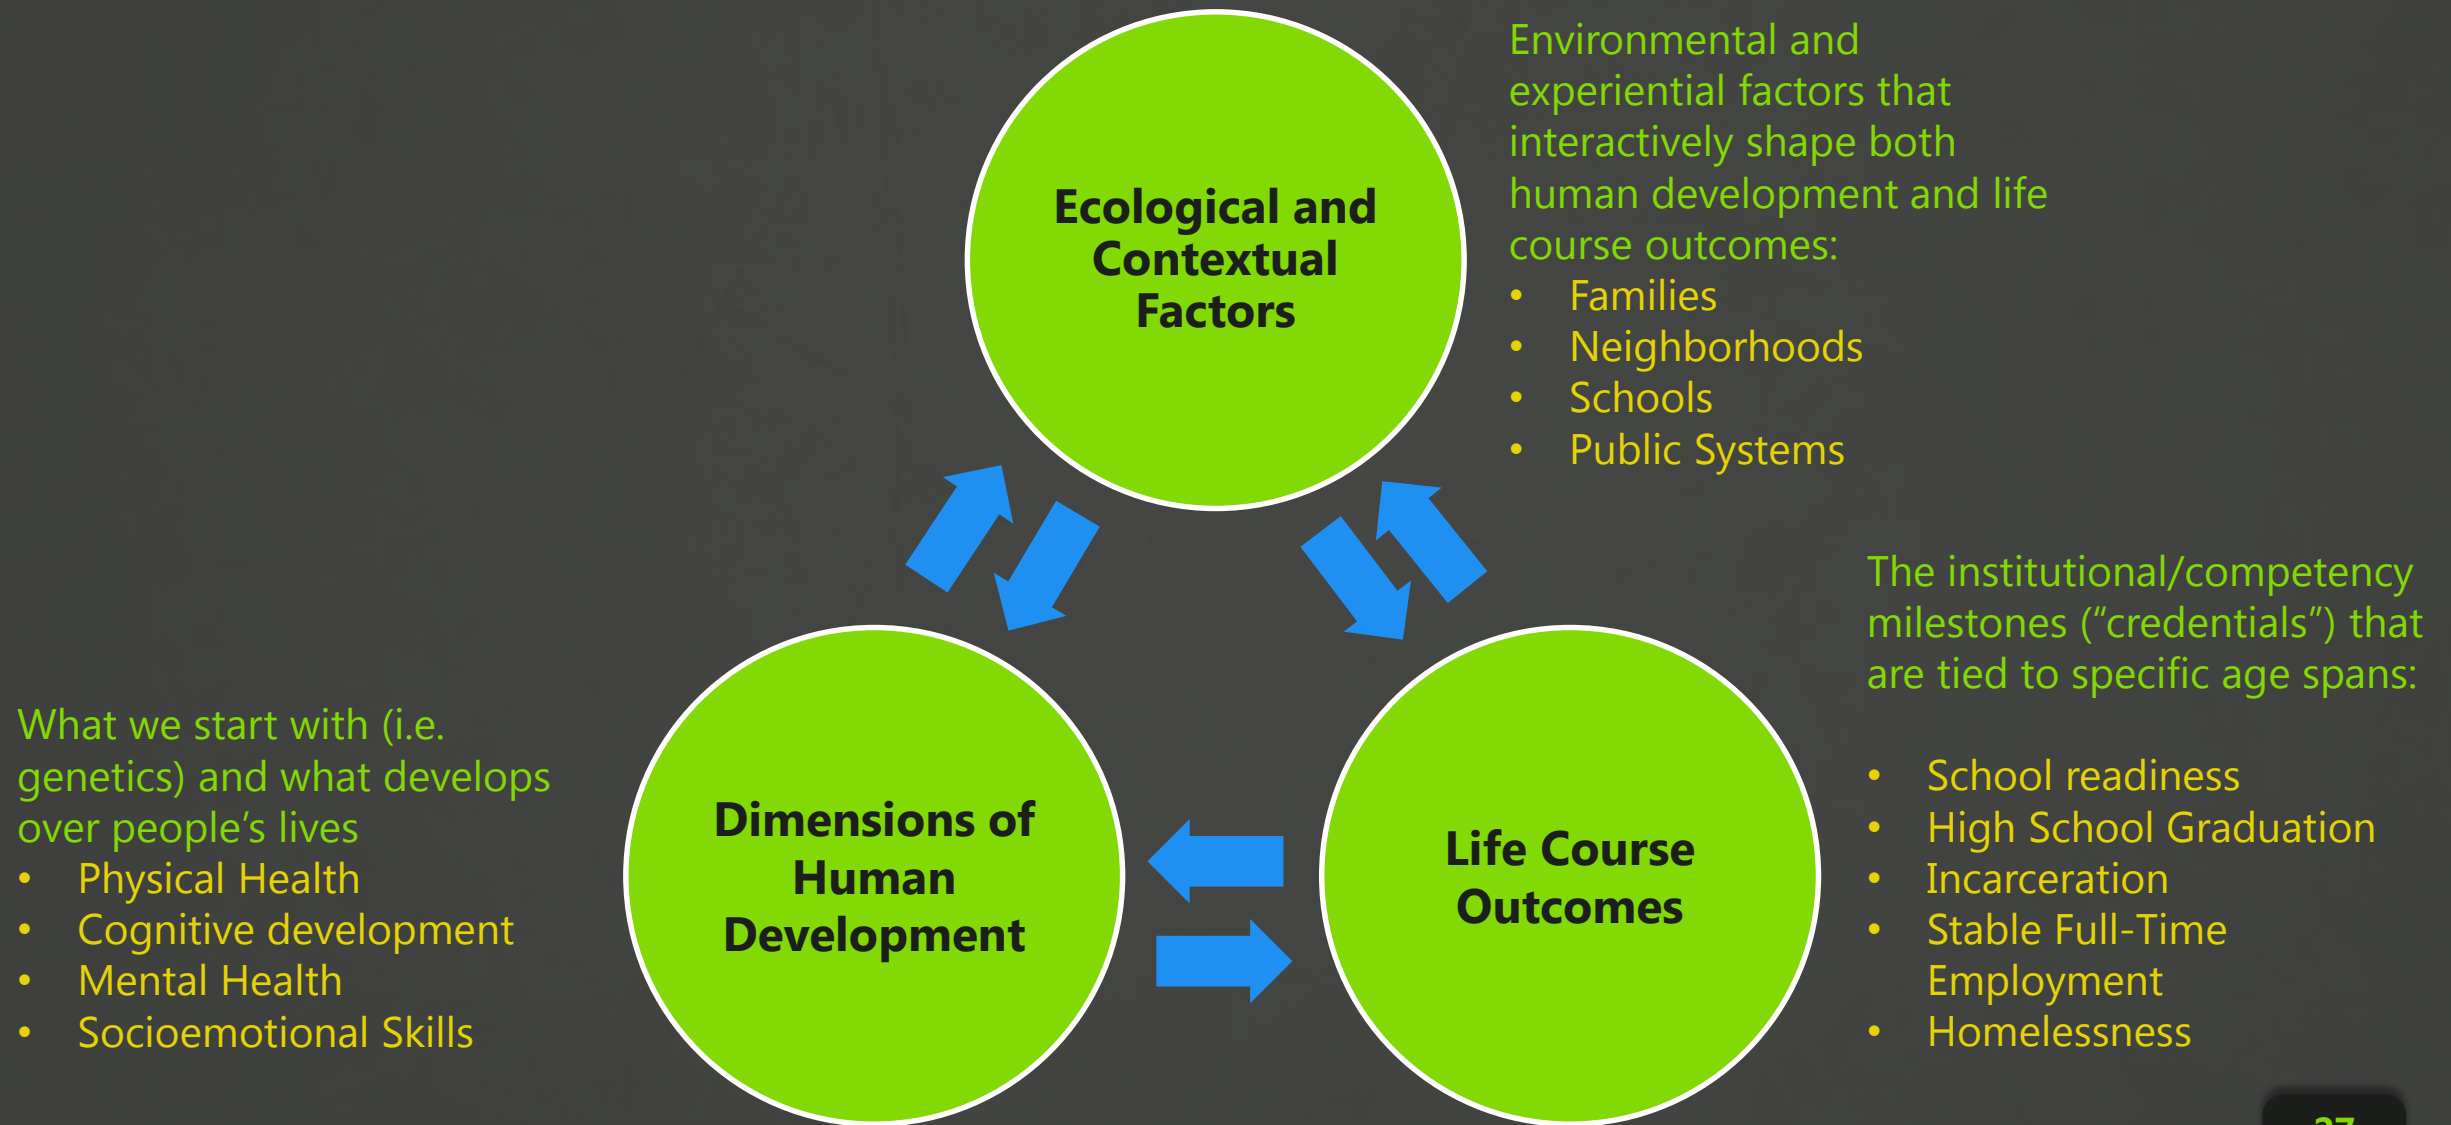 Ecological and
Contextual
Factors
Environmental and
experiential factors that
interactively shape both
human development and life
course outcomes:
• Families
• Neighborhoods
• Schools
• Public Systems
What we start with (i.e.
genetics) and what develops
over people’s lives
• Physical Health
• Cognitive development
• Mental Health
• Socioemotional Skills
Dimensions of
Human
Development
Life Course
Outcomes
The institutional/competency
milestones (“credentials”) that
are tied to specific age spans:
• School readiness
• High School Graduation
• Incarceration
• Stable Full-Time
Employment
• Homelessness
27